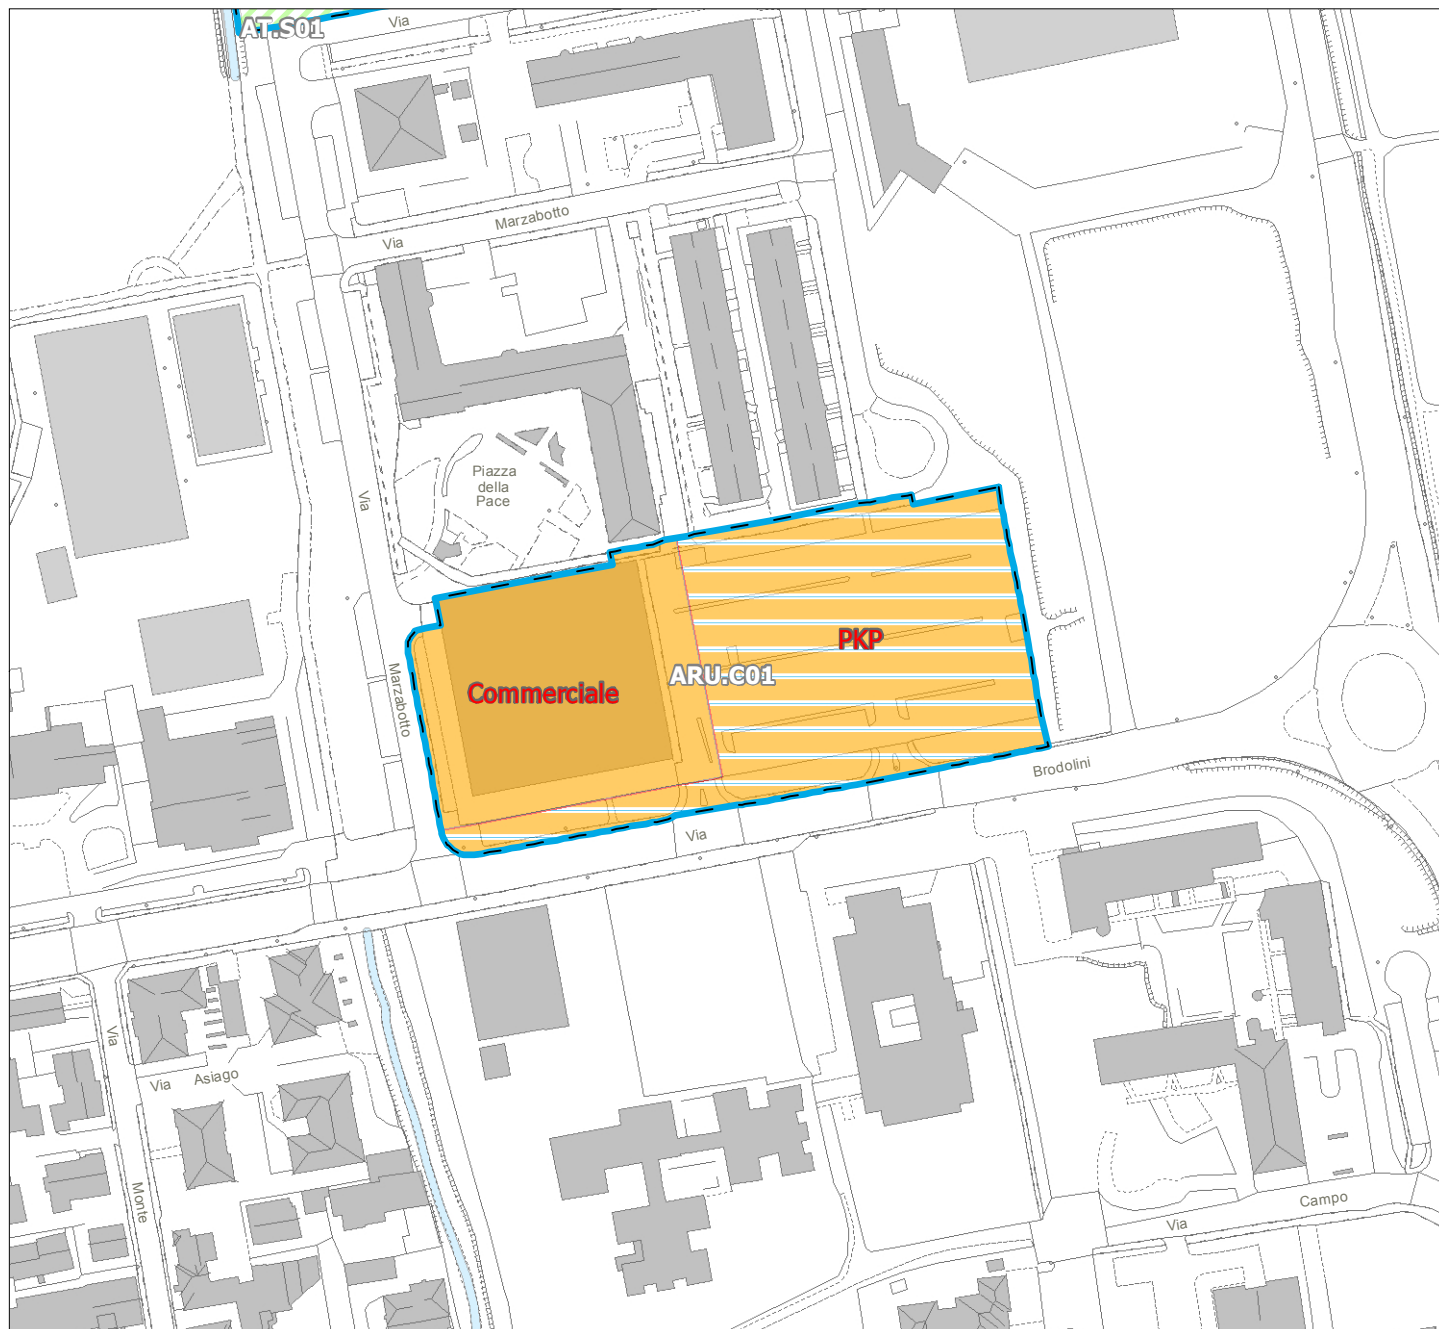 Via
AT.S01
Marzabotto
Via
Piazza
della
Pace
Via
PKP
ARU.C01
Commerciale
Marzabotto
Brodolini
Via
Via
Via
Asiago
Monte
Campo
Via